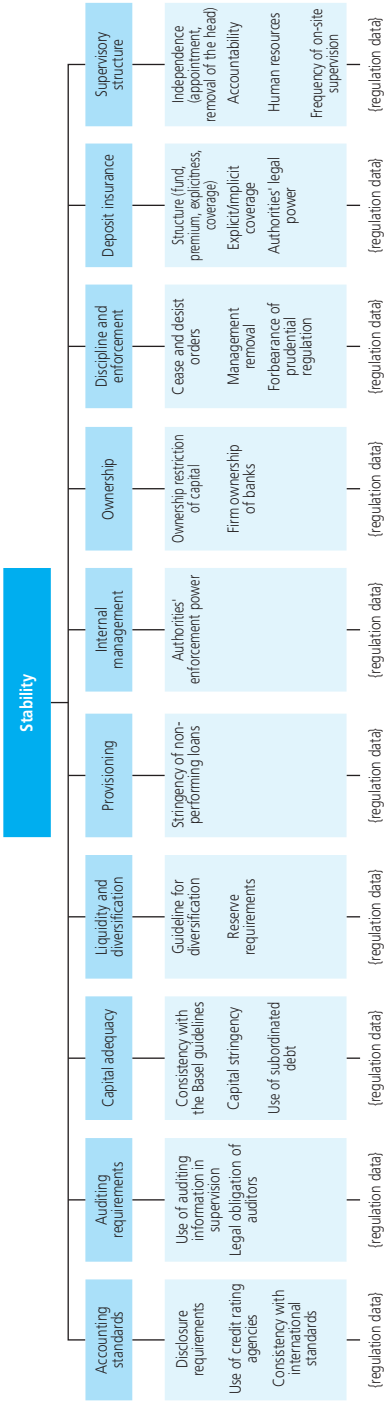 Stability
Accounting
standards
Auditing
requirements
Capital adequacy
Liquidity and
diversification
Provisioning
Internal
management
Ownership
Discipline and
enforcement
Deposit insurance
Supervisory
structure
Disclosure
requirements
Use of credit rating
agencies
Consistency with
international
standards
Use of auditing
information in
supervision
Legal obligation of
auditors
Consistency with
the Basel guidelines
Capital stringency
Use of subordinated
debt
Guideline for
diversification
Reserve
requirements
Stringency of non-
performing loans
Authorities'
enforcement power
Ownership restriction
of capital
Firm ownership
of banks
Cease and desist
orders
Management
removal
Forbearance of
prudential
regulation
Structure (fund,
premium, explicitness,
coverage)
Explicit/implicit
coverage
Authorities' legal
power
Independence
(appointment,
removal of the head)
Accountability
Human resources
Frequency of on-site
supervision
{regulation data}
{regulation data}
{regulation data}
{regulation data}
{regulation data}
{regulation data}
{regulation data}
{regulation data}
{regulation data}
{regulation data}